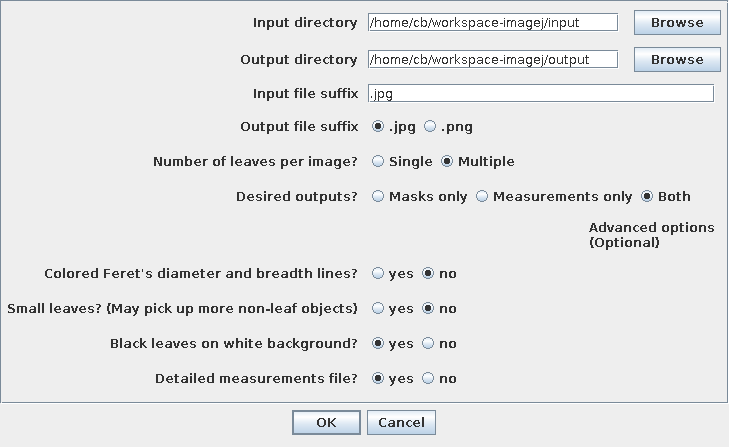 Input directory /home/cb/workspace-imagej/input Browse
Output directory /home/cb/workspace-imagej/output Browse
Input file suffix .jpg
Output file suffix .jpg .png
Number of leaves per image? Single Multiple
Desired outputs? Masks only Measurements only Both
Advanced options
(Optional)
Colored Feret's diameter and breadth lines? yes no
Small leaves? (May pick up more non-leaf objects) yes no
Black leaves on white background? yes no
Detailed measurements file? yes no
OK Cancel